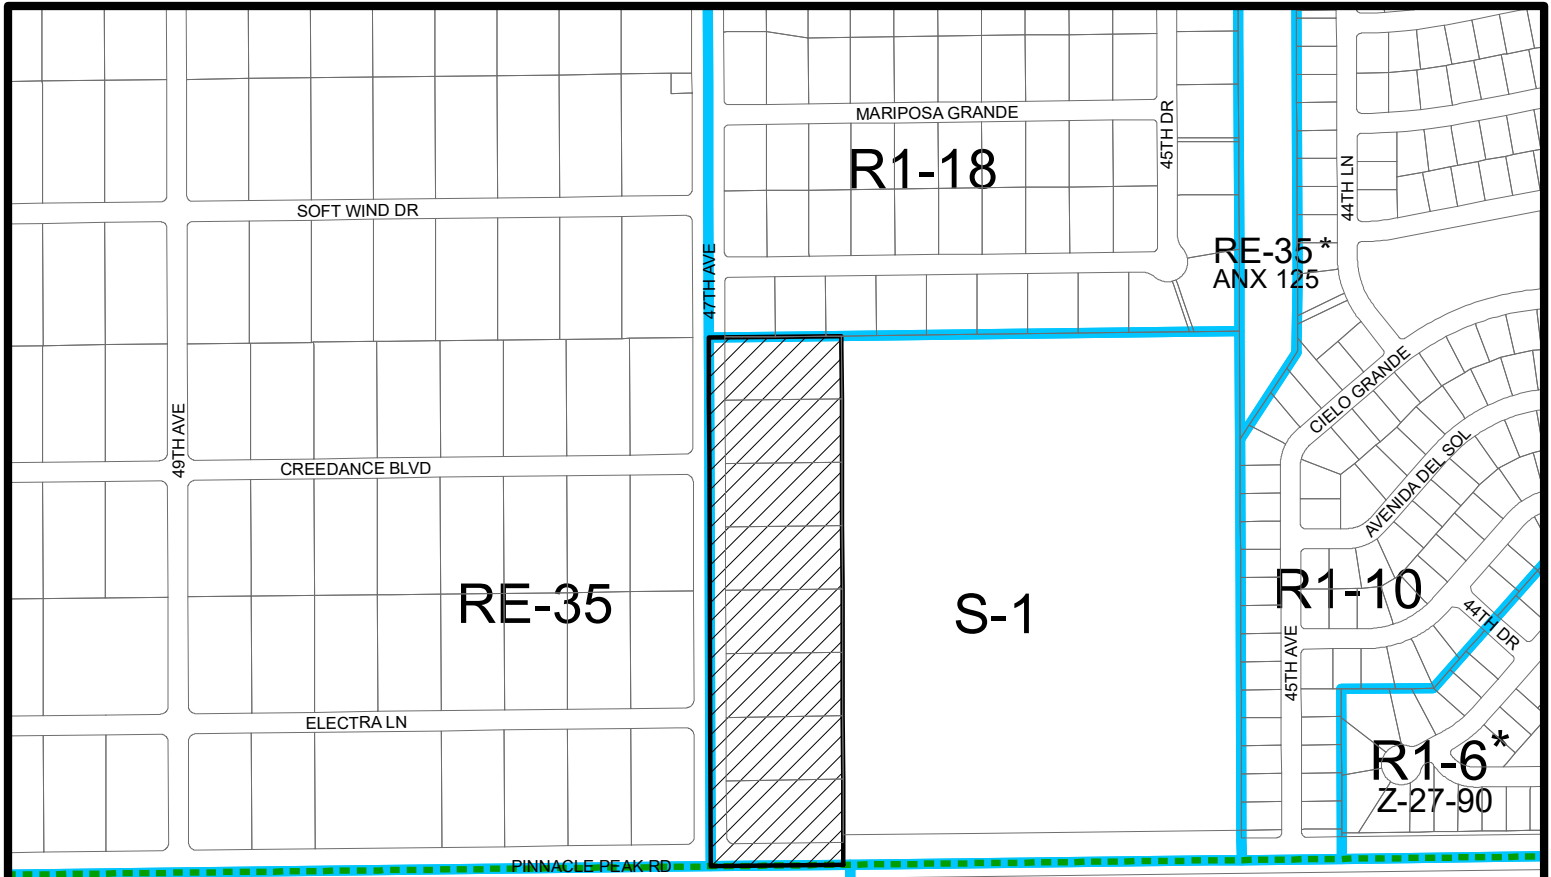 MARIPOSA GRANDE
45TH DR
R1-18
44TH LN
SOFT WIND DR
47TH AVE
RE-35*
ANX 125
CIELO GRANDE
49TH AVE
CREEDANCE BLVD
AVENIDA DEL SOL
RE-35
S-1
R1-10
44TH DR
45TH AVE
ELECTRA LN
R1-6*
Z-27-90
PINNACLE PEAK RD